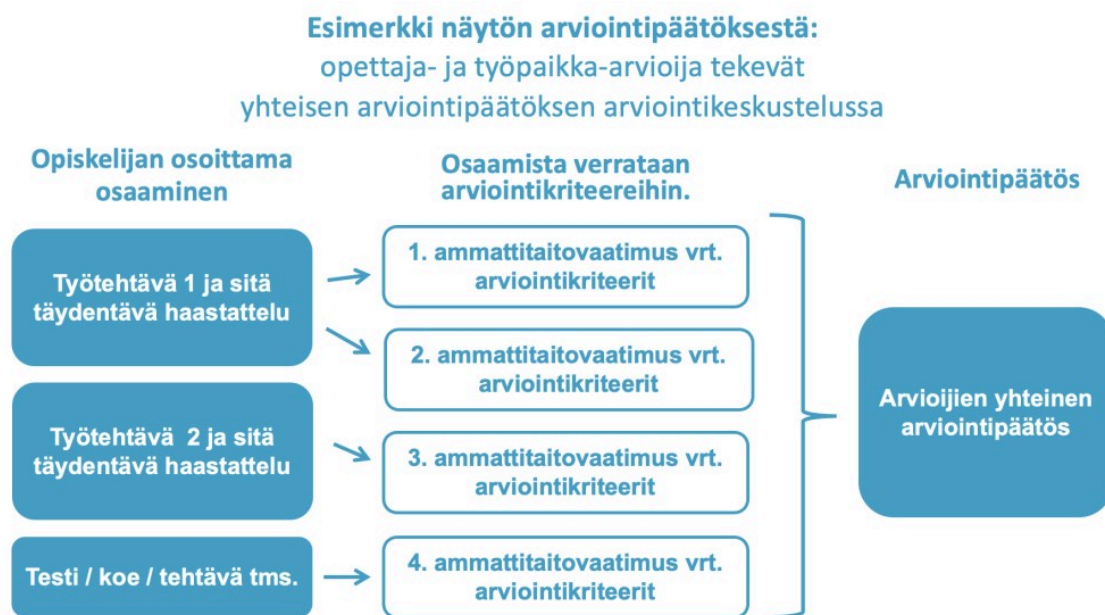 Esimerkki näytön arviointipäätöksestä:
opettaja- ja työpaikka-arvioija tekevät
yhteisen arviointipäätöksen arviointikeskustelussa
Opiskelijan osoittama
osaaminen
Työtehtävä 1 ja sitä
täydentävä haastattelu
Työtehtävä 2 ja sitä
täydentävä haastattelu
Testi / koe / tehtävä tms.
Osaamista verrataan
arviointikriteereihin.
1. ammattitaitovaatimus vrt.
arviointikriteerit
2. ammattitaitovaatimus vrt.
arviointikriteerit
3. ammattitaitovaatimus vrt.
arviointikriteerit
4. ammattitaitovaatimus vrt.
arviointikriteerit
Arviointipäätös
Arvioijien yhteinen
arviointipäätös